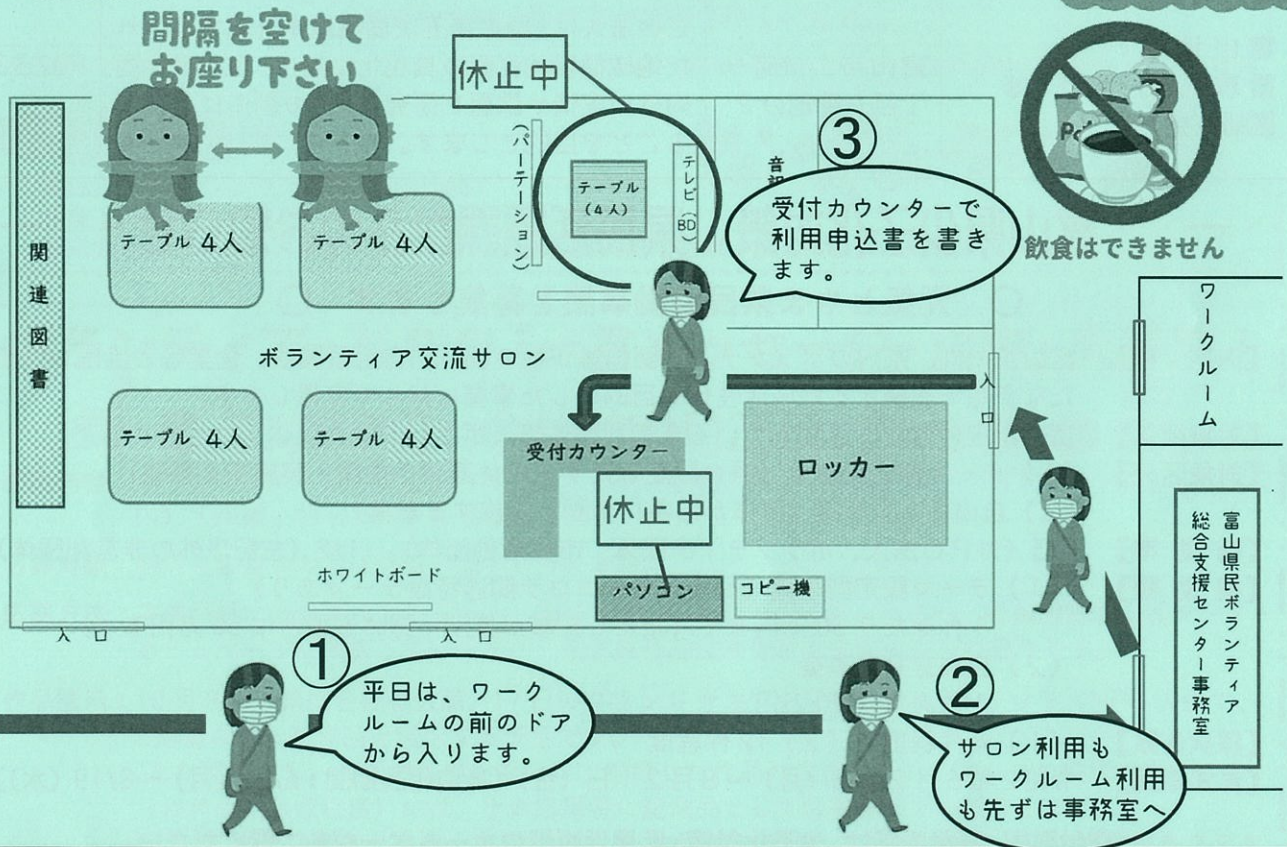 間隔を空けて
お座り下さい
休止中
(パーテーション)
テーブル
(4人)
テレビ(BD)
③
受付カウンターで
利用申込書を書き
ます。
飲食はできません
関連図書
テーブル 4人
テーブル 4人
ボランティア交流サロン
テーブル 4人
テーブル 4人
受付カウンター
休止中
ロッカー
入口
ワークルーム
富山県民ボランティア
総合支援センター事務室
ホワイトボード
パソコン
コピー機
入口
入口
①
平日は、ワーク
ルームの前のドア
から入ります。
②
サロン利用も
ワークルーム利用
も先ずは事務室へ